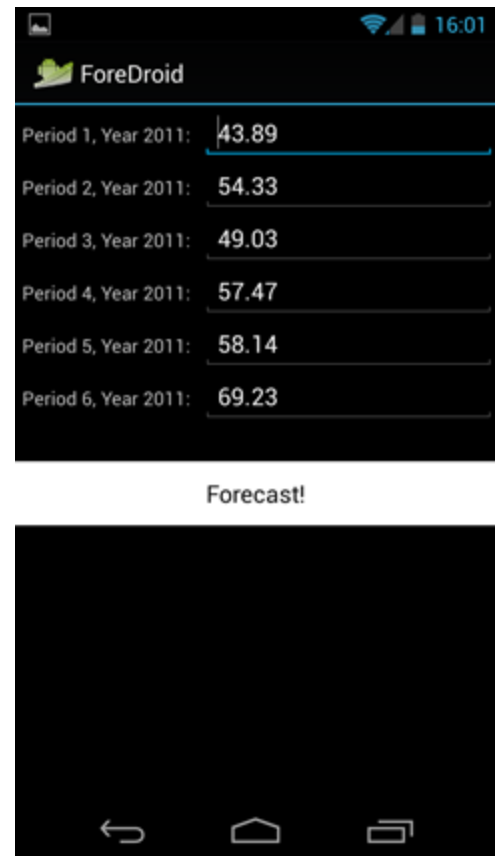 16:01
ForeDroid
Period 1, Year 2011: 43.89
Period 2, Year 2011: 54.33
Period 3, Year 2011: 49.03
Period 4, Year 2011: 57.47
Period 5, Year 2011: 58.14
Period 6, Year 2011: 69.23
Forecast!